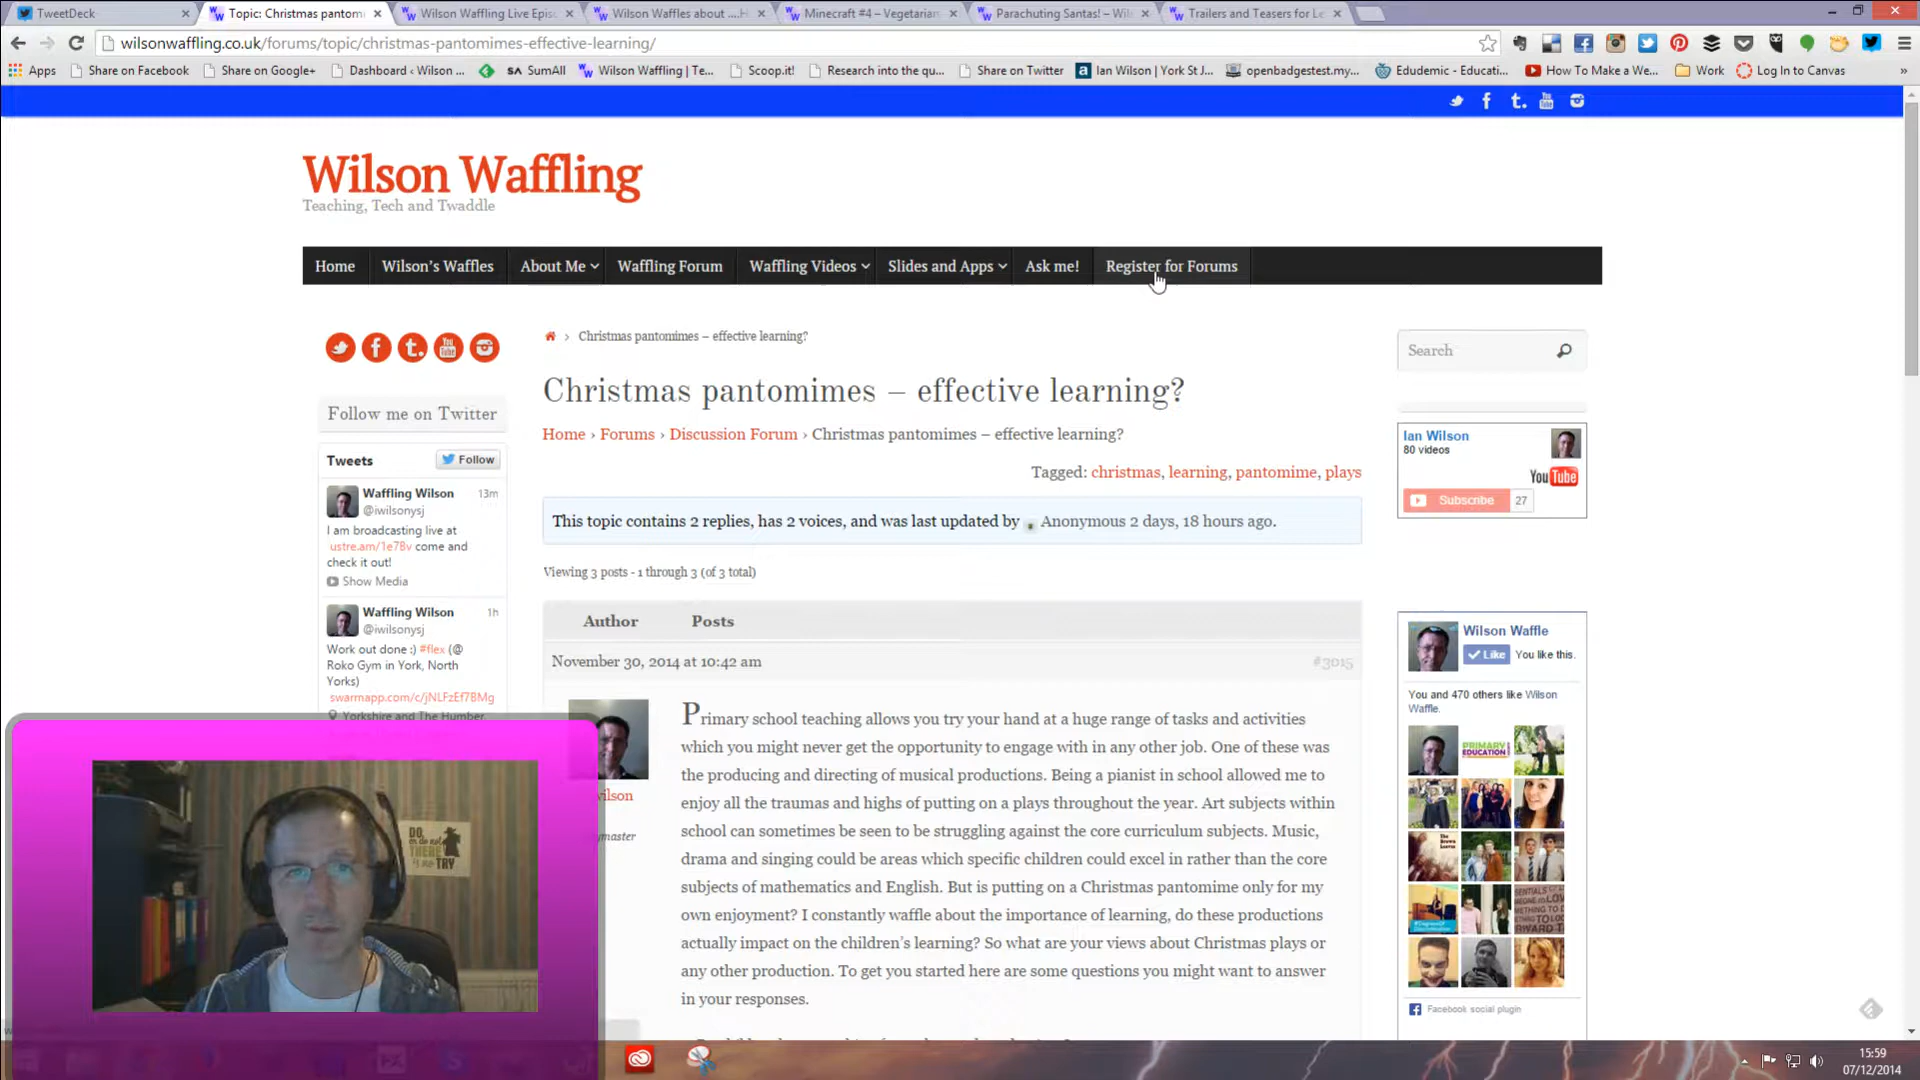 TweetDeck
Topic: Christmas pantom
Wilson Waffling Live Epis
Wilson Waffles about ....H
Minecraft #4 – Vegetarian
Parachuting Santas! – Wil
Trailers and Teasers for Le
wilsonwaffling.co.uk/forums/topic/christmas-pantomimes-effective-learning/
Apps
Share on Facebook
Share on Google+
Dashboard ‹ Wilson ...
SumAll
Wilson Waffling | Te...
Scoop.it!
Research into the qu...
Share on Twitter
Ian Wilson | York St J...
openbadgestest.my...
Edudemic - Educati...
How To Make a We...
Work
Log In to Canvas
»
Wilson Waffling
Teaching, Tech and Twaddle
Home
Wilson's Waffles
About Me
Waffling Forum
Waffling Videos
Slides and Apps
Ask me!
Register for Forums
Christmas pantomimes – effective learning?
Search
Christmas pantomimes – effective learning?
Follow me on Twitter
Home › Forums › Discussion Forum › Christmas pantomimes – effective learning?
Ian Wilson
80 videos
You Tube
Subscribe
27
Tweets
Follow
Tagged: christmas, learning, pantomime, plays
Waffling Wilson
13m
@iwilsonysj
I am broadcasting live at
ustre.am/1e7Bv come and
check it out!
Show Media
This topic contains 2 replies, has 2 voices, and was last updated by Anonymous 2 days, 18 hours ago.
Viewing 3 posts - 1 through 3 (of 3 total)
Waffling Wilson
1h
@iwilsonysj
Work out done :) #flex (@
Roko Gym in York, North
Yorks)
swarmapp.com/c/jNLFzEf7BMg
Yorkshire and The Humber,
Author
Posts
November 30, 2014 at 10:42 am
#3015
Primary school teaching allows you try your hand at a huge range of tasks and activities
which you might never get the opportunity to engage with in any other job. One of these was
the producing and directing of musical productions. Being a pianist in school allowed me to
enjoy all the traumas and highs of putting on a plays throughout the year. Art subjects within
school can sometimes be seen to be struggling against the core curriculum subjects. Music,
drama and singing could be areas which specific children could excel in rather than the core
subjects of mathematics and English. But is putting on a Christmas pantomime only for my
own enjoyment? I constantly waffle about the importance of learning, do these productions
actually impact on the children's learning? So what are your views about Christmas plays or
any other production. To get you started here are some questions you might want to answer
in your responses.
wilson
ymaster
Wilson Waffle
Like
You like this.
You and 470 others like Wilson
Waffle.
PRIMARY
EDUCATION
Facebook social plugin
DO,
or do not
THERE
TRY
15:59
07/12/2014